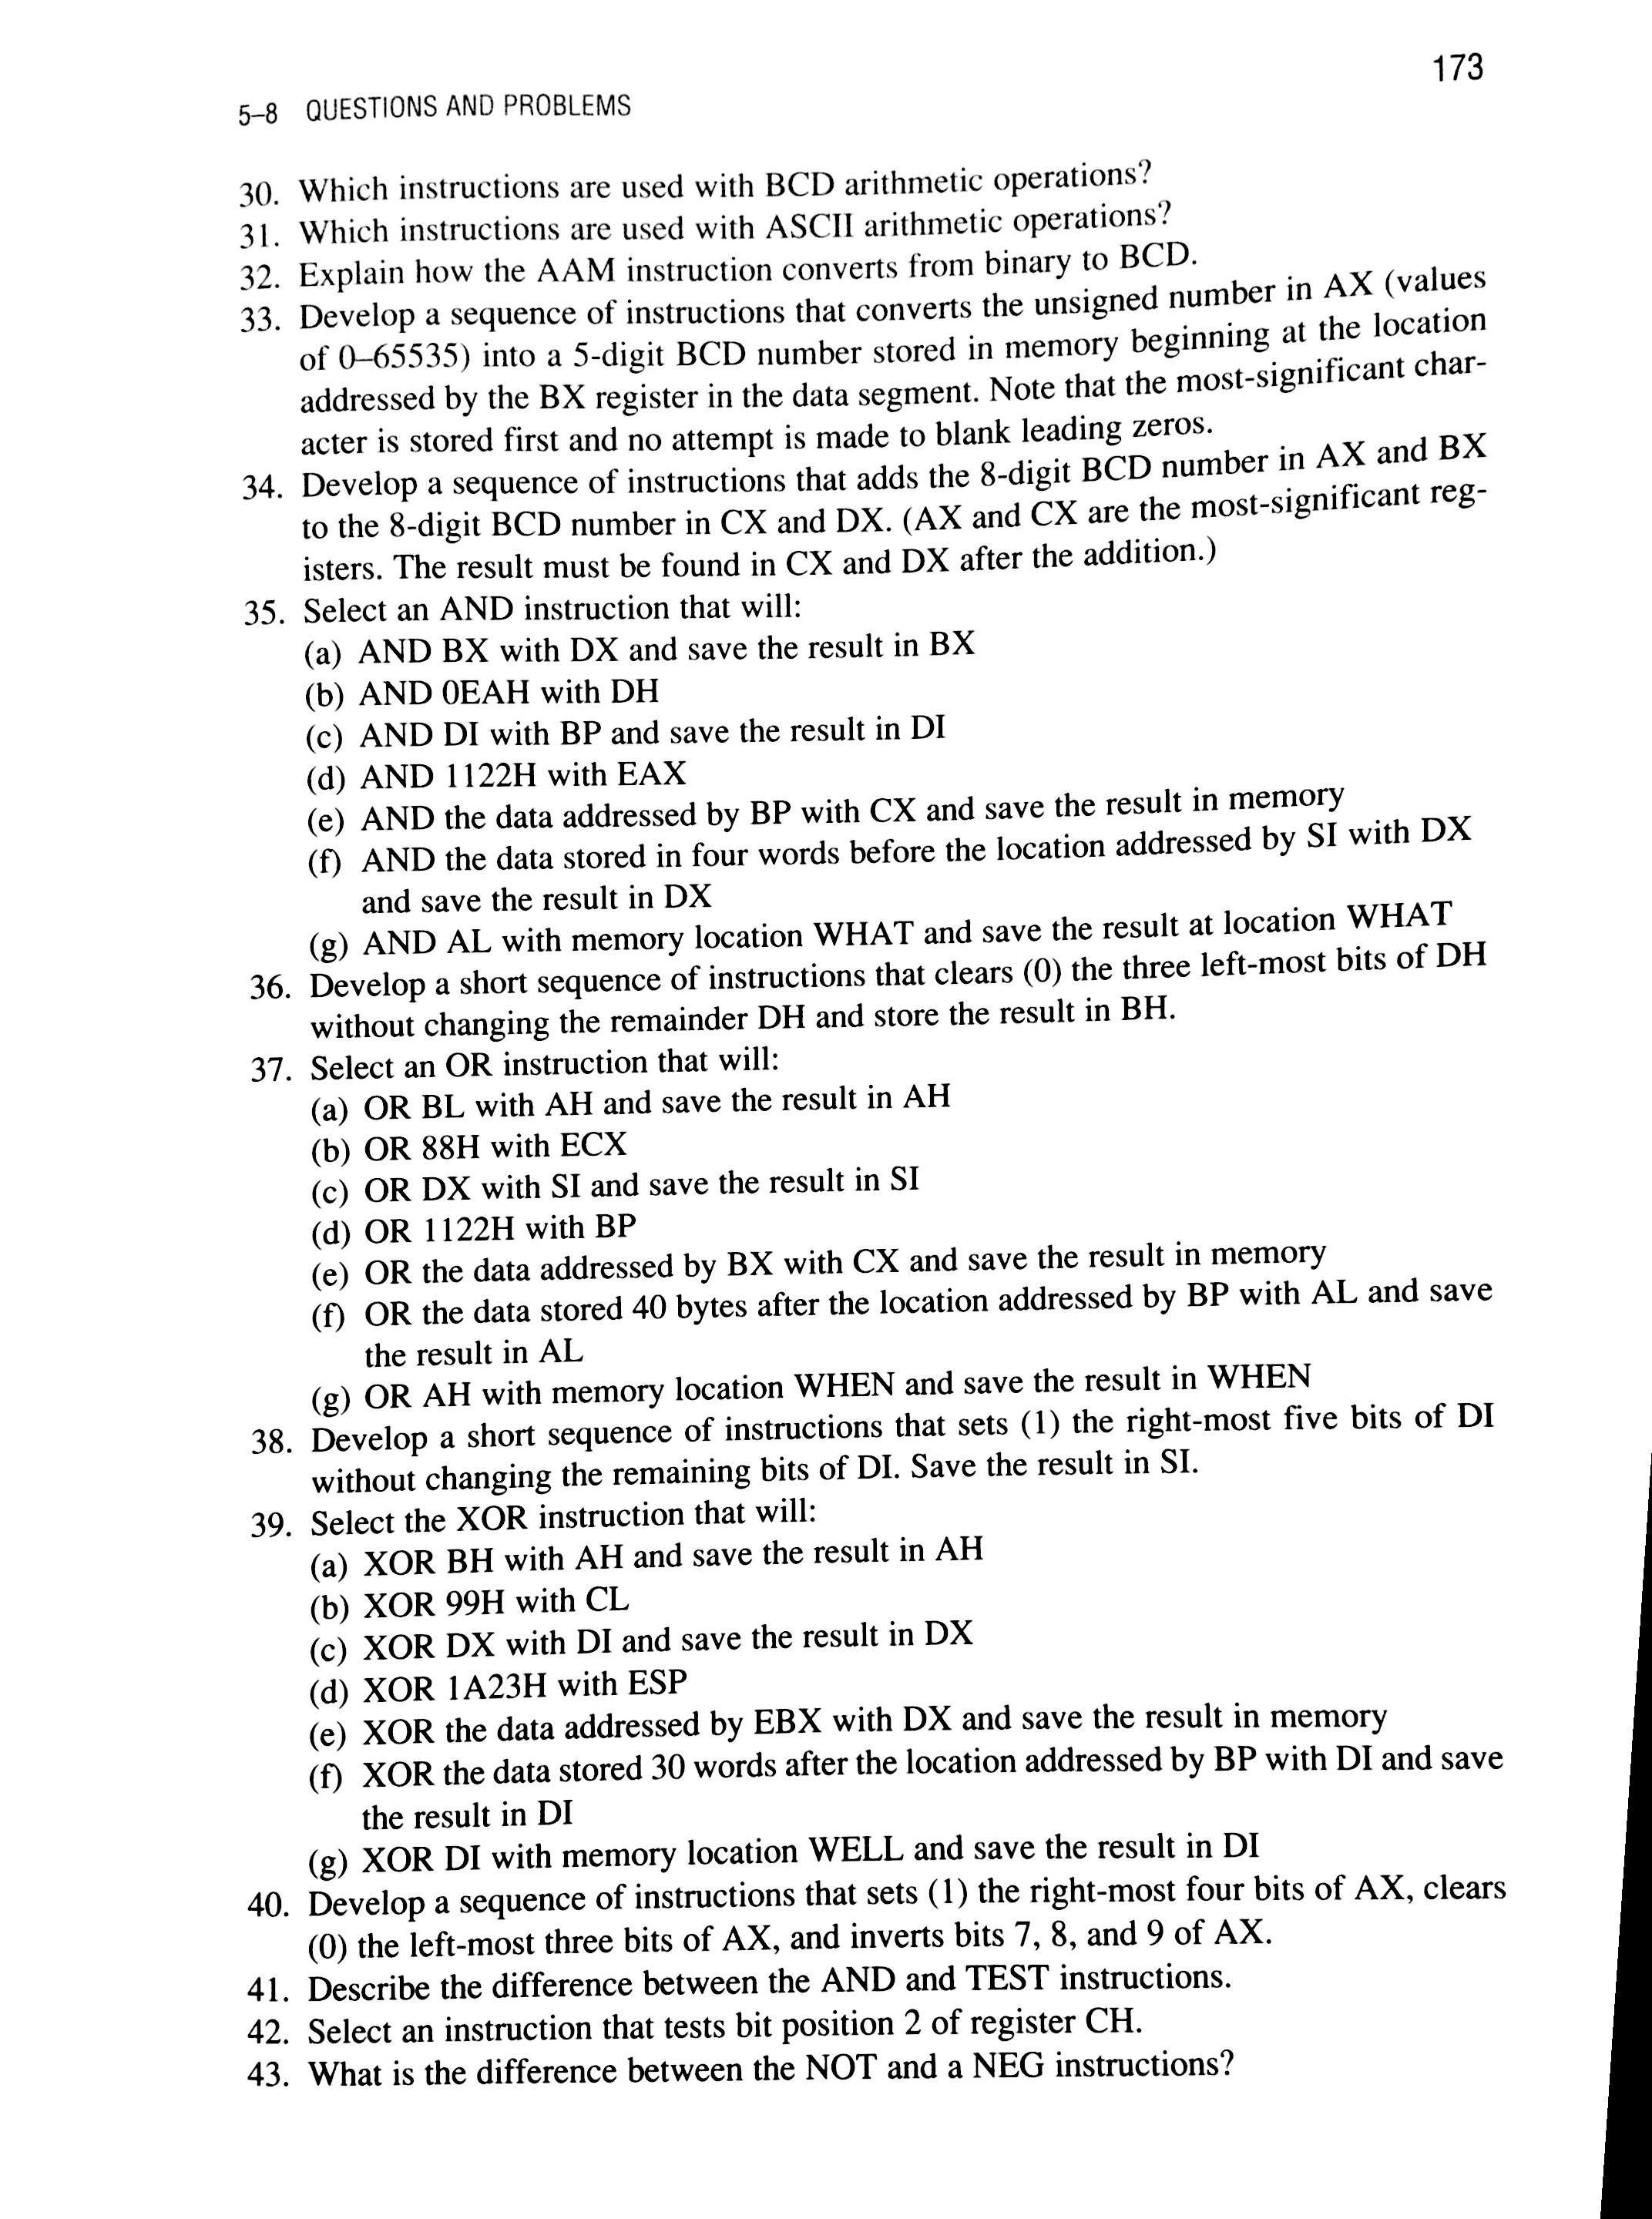 173
5–8 QUESTIONS AND PROBLEMS
30. Which instructions are used with BCD arithmetic operations?
31. Which instructions are used with ASCII arithmetic operations?
32. Explain how the AAM instruction converts from binary to BCD.
33. Develop a sequence of instructions that converts the unsigned number in AX (values
of 0–65535) into a 5-digit BCD number stored in memory beginning at the location
addressed by the BX register in the data segment. Note that the most-significant char-
acter is stored first and no attempt is made to blank leading zeros.
34. Develop a sequence of instructions that adds the 8-digit BCD number in AX and BX
to the 8-digit BCD number in CX and DX. (AX and CX are the most-significant reg-
isters. The result must be found in CX and DX after the addition.)
35. Select an AND instruction that will:
(a) AND BX with DX and save the result in BX
(b) AND 0EAH with DH
(c) AND DI with BP and save the result in DI
(d) AND 1122H with EAX
(e) AND the data addressed by BP with CX and save the result in memory
(f) AND the data stored in four words before the location addressed by SI with DX
and save the result in DX
(g) AND AL with memory location WHAT and save the result at location WHAT
36. Develop a short sequence of instructions that clears (0) the three left-most bits of DH
without changing the remainder DH and store the result in BH.
37. Select an OR instruction that will:
(a) OR BL with AH and save the result in AH
(b) OR 88H with ECX
(c) OR DX with SI and save the result in SI
(d) OR 1122H with BP
(e) OR the data addressed by BX with CX and save the result in memory
(f) OR the data stored 40 bytes after the location addressed by BP with AL and save
the result in AL
(g) OR AH with memory location WHEN and save the result in WHEN
38. Develop a short sequence of instructions that sets (1) the right-most five bits of DI
without changing the remaining bits of DI. Save the result in SI.
39. Select the XOR instruction that will:
(a) XOR BH with AH and save the result in AH
(b) XOR 99H with CL
(c) XOR DX with DI and save the result in DX
(d) XOR 1A23H with ESP
(e) XOR the data addressed by EBX with DX and save the result in memory
(f) XOR the data stored 30 words after the location addressed by BP with DI and save
the result in DI
(g) XOR DI with memory location WELL and save the result in DI
40. Develop a sequence of instructions that sets (1) the right-most four bits of AX, clears
(0) the left-most three bits of AX, and inverts bits 7, 8, and 9 of AX.
41. Describe the difference between the AND and TEST instructions.
42. Select an instruction that tests bit position 2 of register CH.
43. What is the difference between the NOT and a NEG instructions?